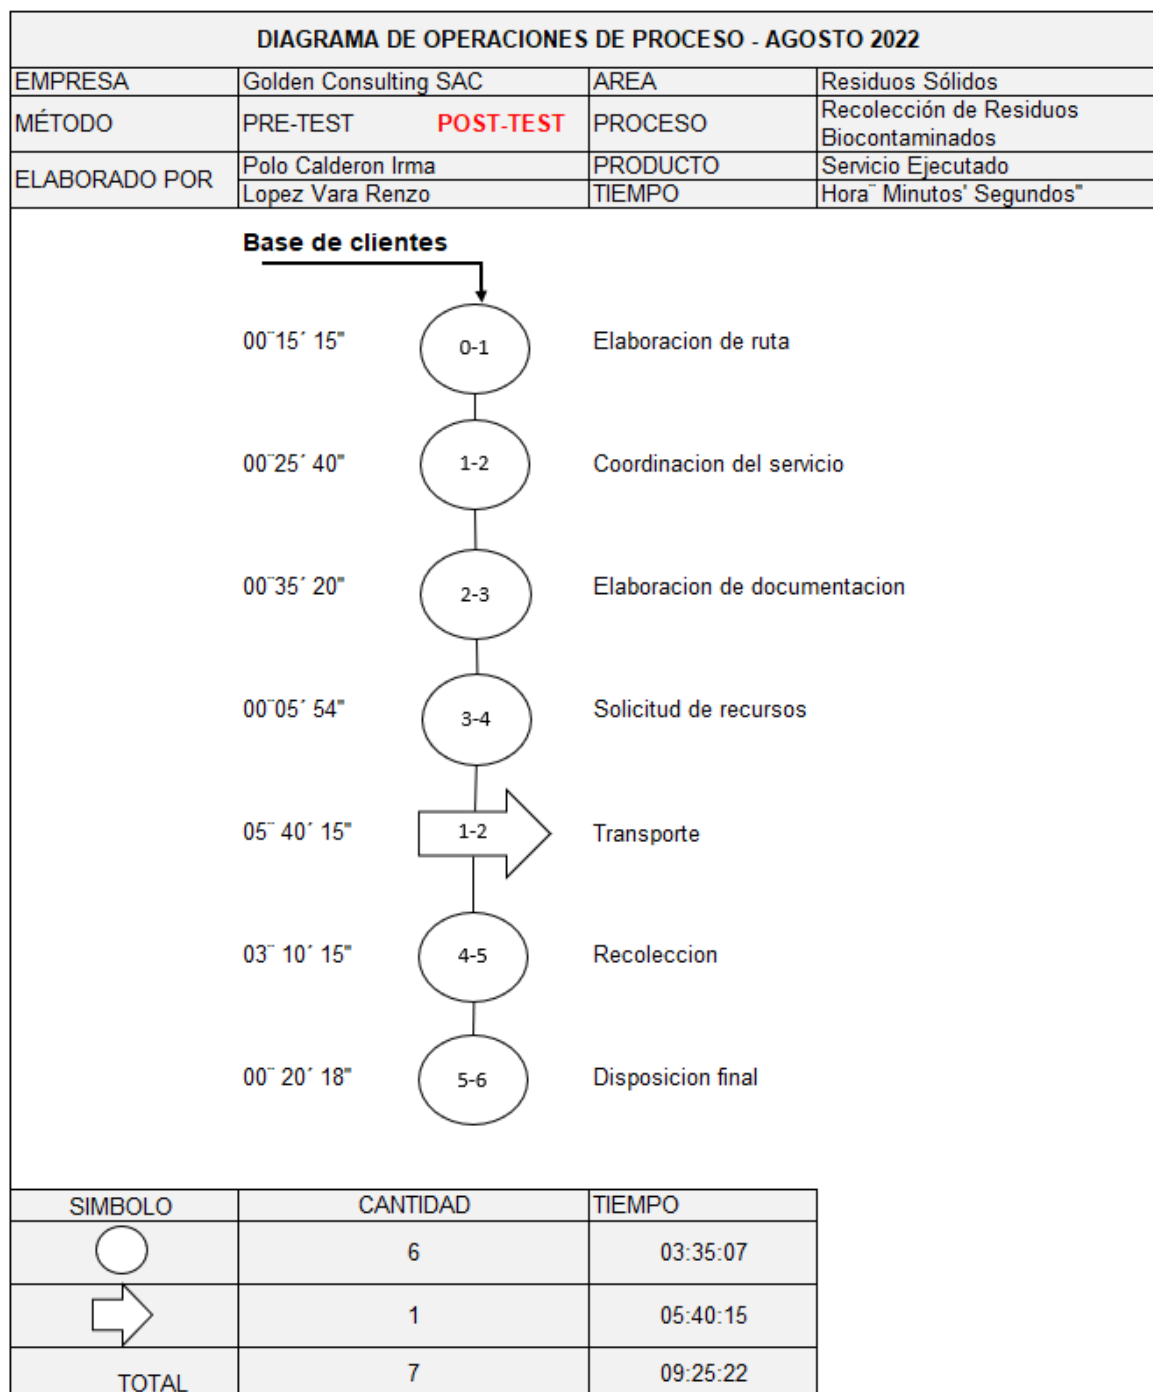 DIAGRAMA DE OPERACIONES DE PROCESO - AGOSTO 2022
EMPRESA Golden Consulting SAC AREA Residuos Sólidos
MÉTODO PRE-TEST POST-TEST PROCESO Recolección de Residuos
Biocontaminados
ELABORADO POR Polo Calderon Irma PRODUCTO Servicio Ejecutado
Lopez Vara Renzo TIEMPO Hora¨ Minutos' Segundos"
Base de clientes
00¨15´ 15" 0-1 Elaboracion de ruta
00¨25´ 40" 1-2 Coordinacion del servicio
00¨35´ 20" 2-3 Elaboracion de documentacion
00¨05´ 54" 3-4 Solicitud de recursos
05¨ 40´ 15" 1-2 Transporte
03¨ 10´ 15" 4-5 Recoleccion
00¨ 20´ 18" 5-6 Disposicion final
SIMBOLO CANTIDAD TIEMPO
6 03:35:07
1 05:40:15
TOTAL 7 09:25:22